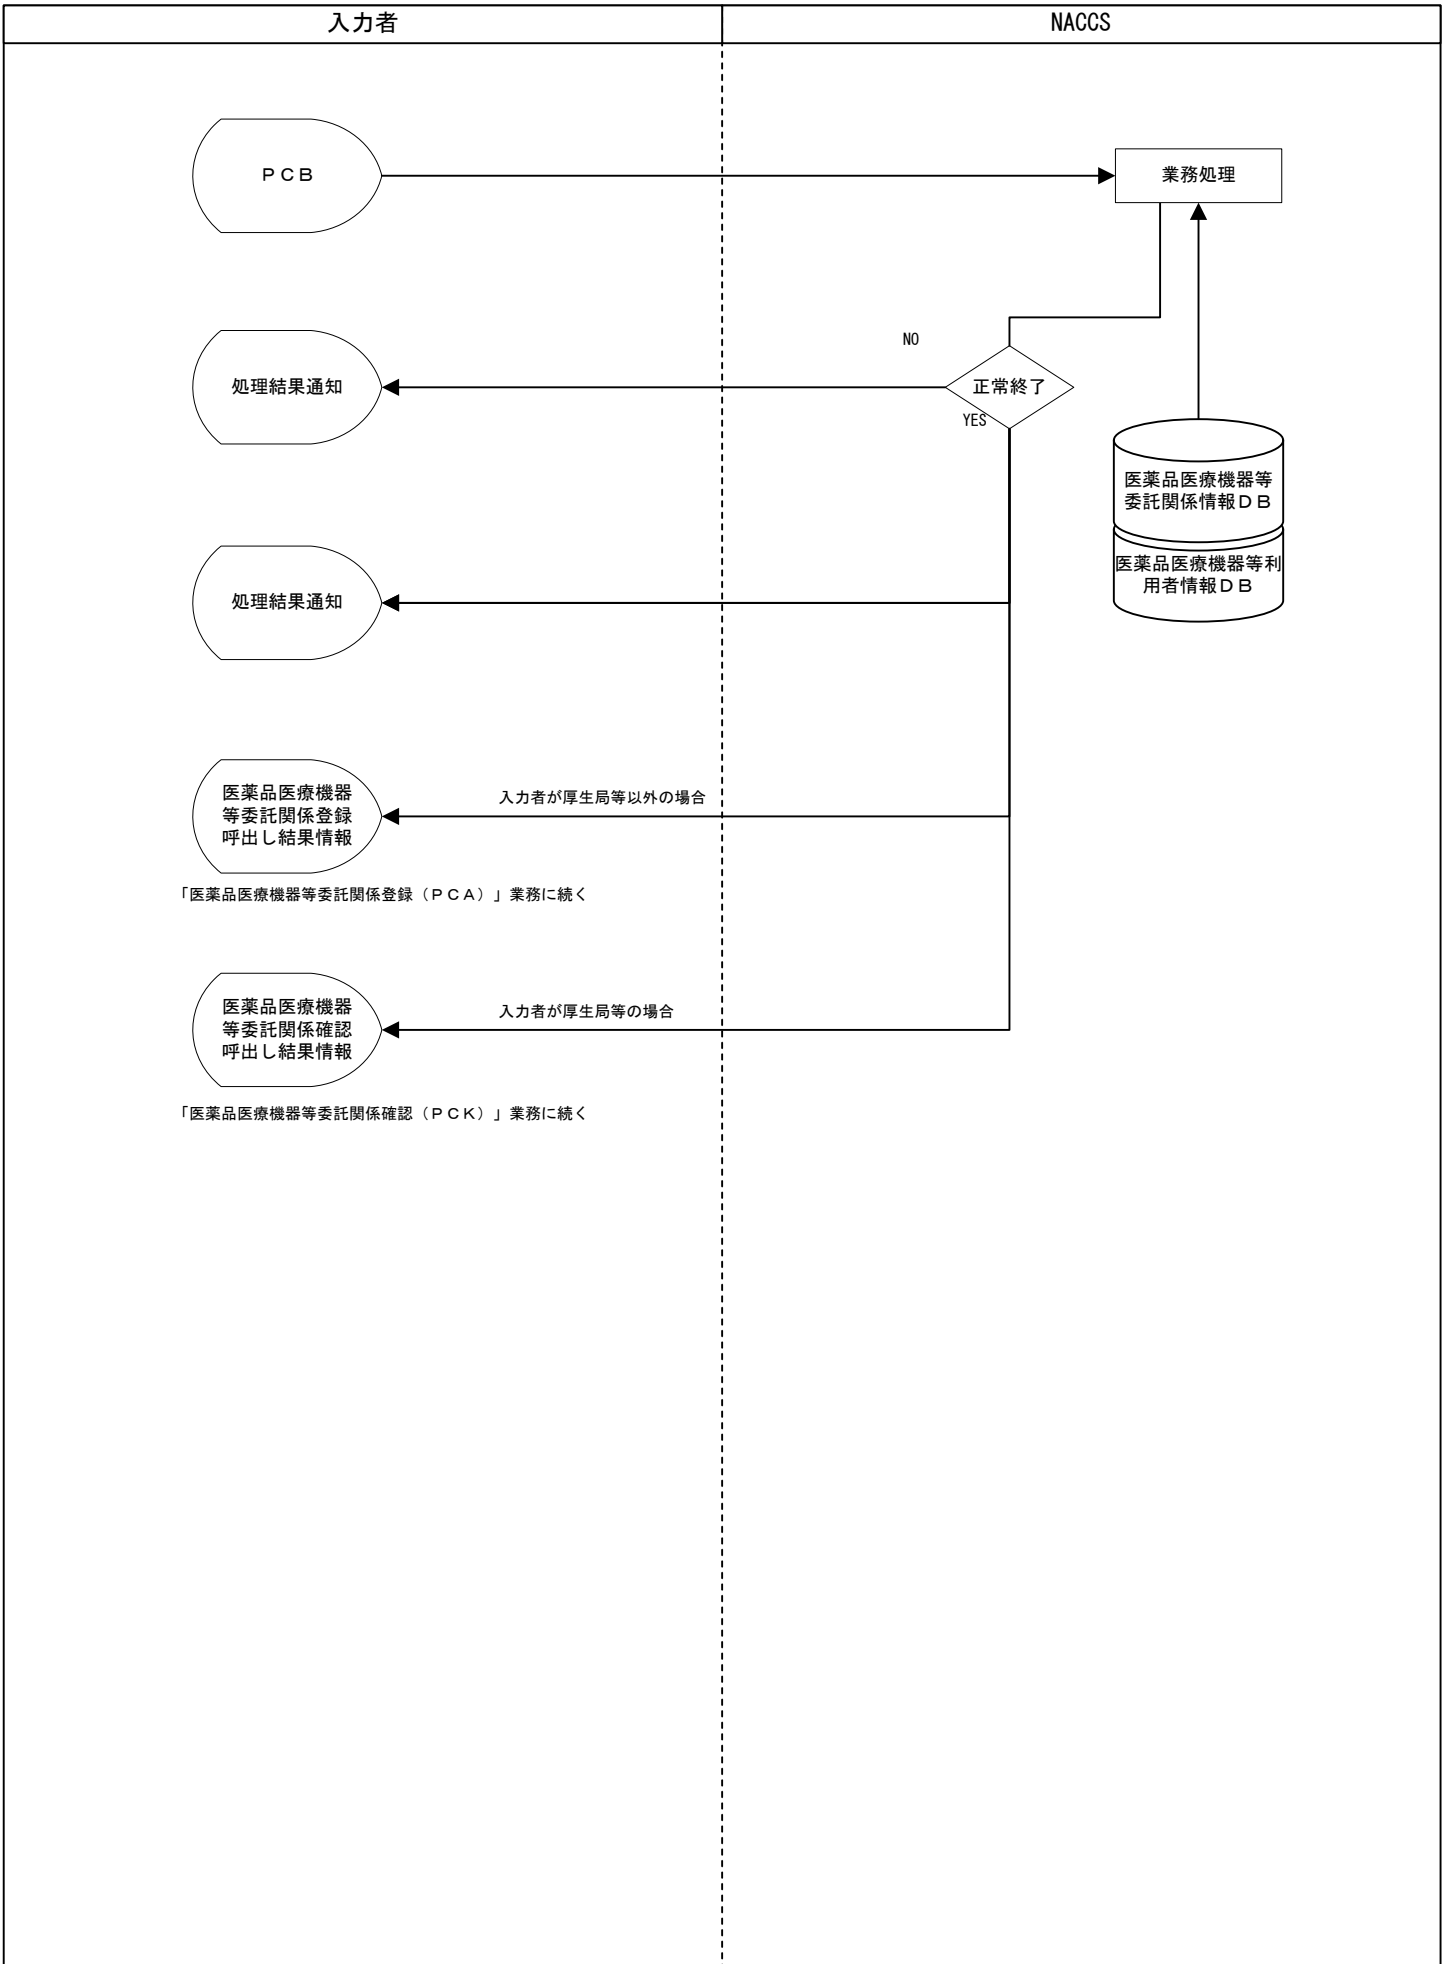 入力者
NACCS
ＰＣＢ
業務処理
NO
処理結果通知
正常終了
YES
医薬品医療機器等
委託関係情報ＤＢ
医薬品医療機器等利
用者情報ＤＢ
処理結果通知
医薬品医療機器
等委託関係登録
呼出し結果情報
入力者が厚生局等以外の場合
「医薬品医療機器等委託関係登録（ＰＣＡ）」業務に続く
医薬品医療機器
等委託関係確認
呼出し結果情報
入力者が厚生局等の場合
「医薬品医療機器等委託関係確認（ＰＣＫ）」業務に続く